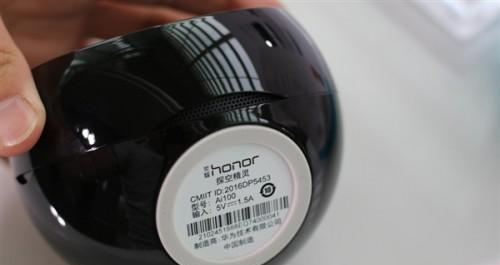 荣耀 honor
探空精灵
CMIIT ID:2016DP5453
型号: Ai100
输入: 5V⎓1.5A
2102451888EQ74000041
制造商: 华为技术有限公司
中国制造